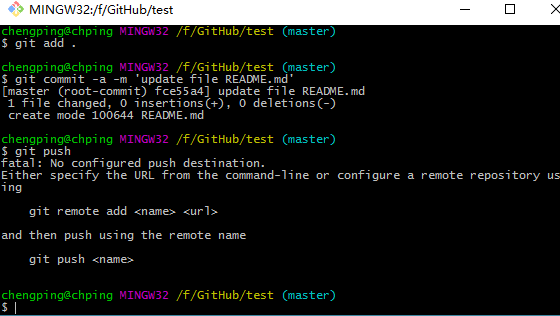 MINGW32:/f/GitHub/test
chengping@chping MINGW32 /f/GitHub/test (master)
$ git add .
chengping@chping MINGW32 /f/GitHub/test (master)
$ git commit -a -m 'update file README.md'
[master (root-commit) fce55a4] update file README.md
 1 file changed, 0 insertions(+), 0 deletions(-)
 create mode 100644 README.md
chengping@chping MINGW32 /f/GitHub/test (master)
$ git push
fatal: No configured push destination.
Either specify the URL from the command-line or configure a remote repository us
ing
    git remote add <name> <url>
and then push using the remote name
    git push <name>
chengping@chping MINGW32 /f/GitHub/test (master)
$